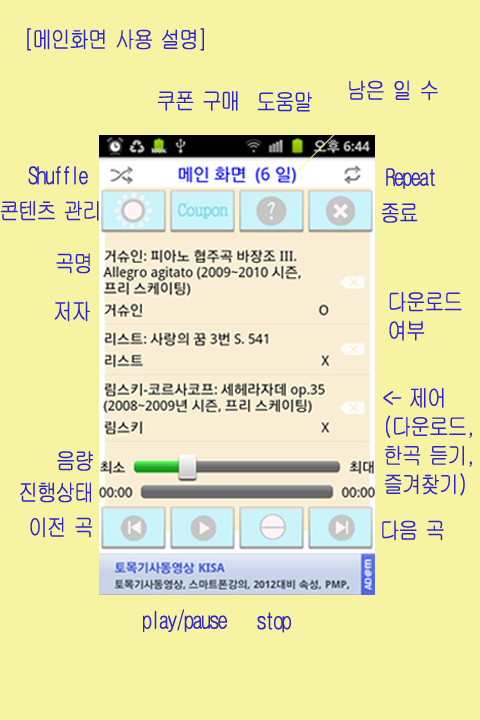 [메인화면 사용 설명]
쿠폰 구매 도움말 남은 일 수
100%
오후 6:44
Shuffle
메인 화면 (6 일)
Repeat
콘텐츠 관리
Coupon
?
종료
곡명
거슈인: 피아노 협주곡 바장조 III.
Allegro agitato (2009~2010 시즌,
프리 스케이팅)
저자
거슈인 O
다운로드
여부
리스트: 사랑의 꿈 3번 S. 541
리스트 X
림스키-코르사코프: 세헤라자데 op.35
(2008~2009년 시즌, 프리 스케이팅)
림스키 X
<- 제어
(다운로드,
한곡 듣기,
즐겨찾기)
음량
최소 최대
진행상태
00:00 00:00
이전 곡
다음 곡
토목기사동영상 KISA
토목기사동영상, 스마트폰강의, 2012대비 속성, PMP,
AD@m
play/pause stop